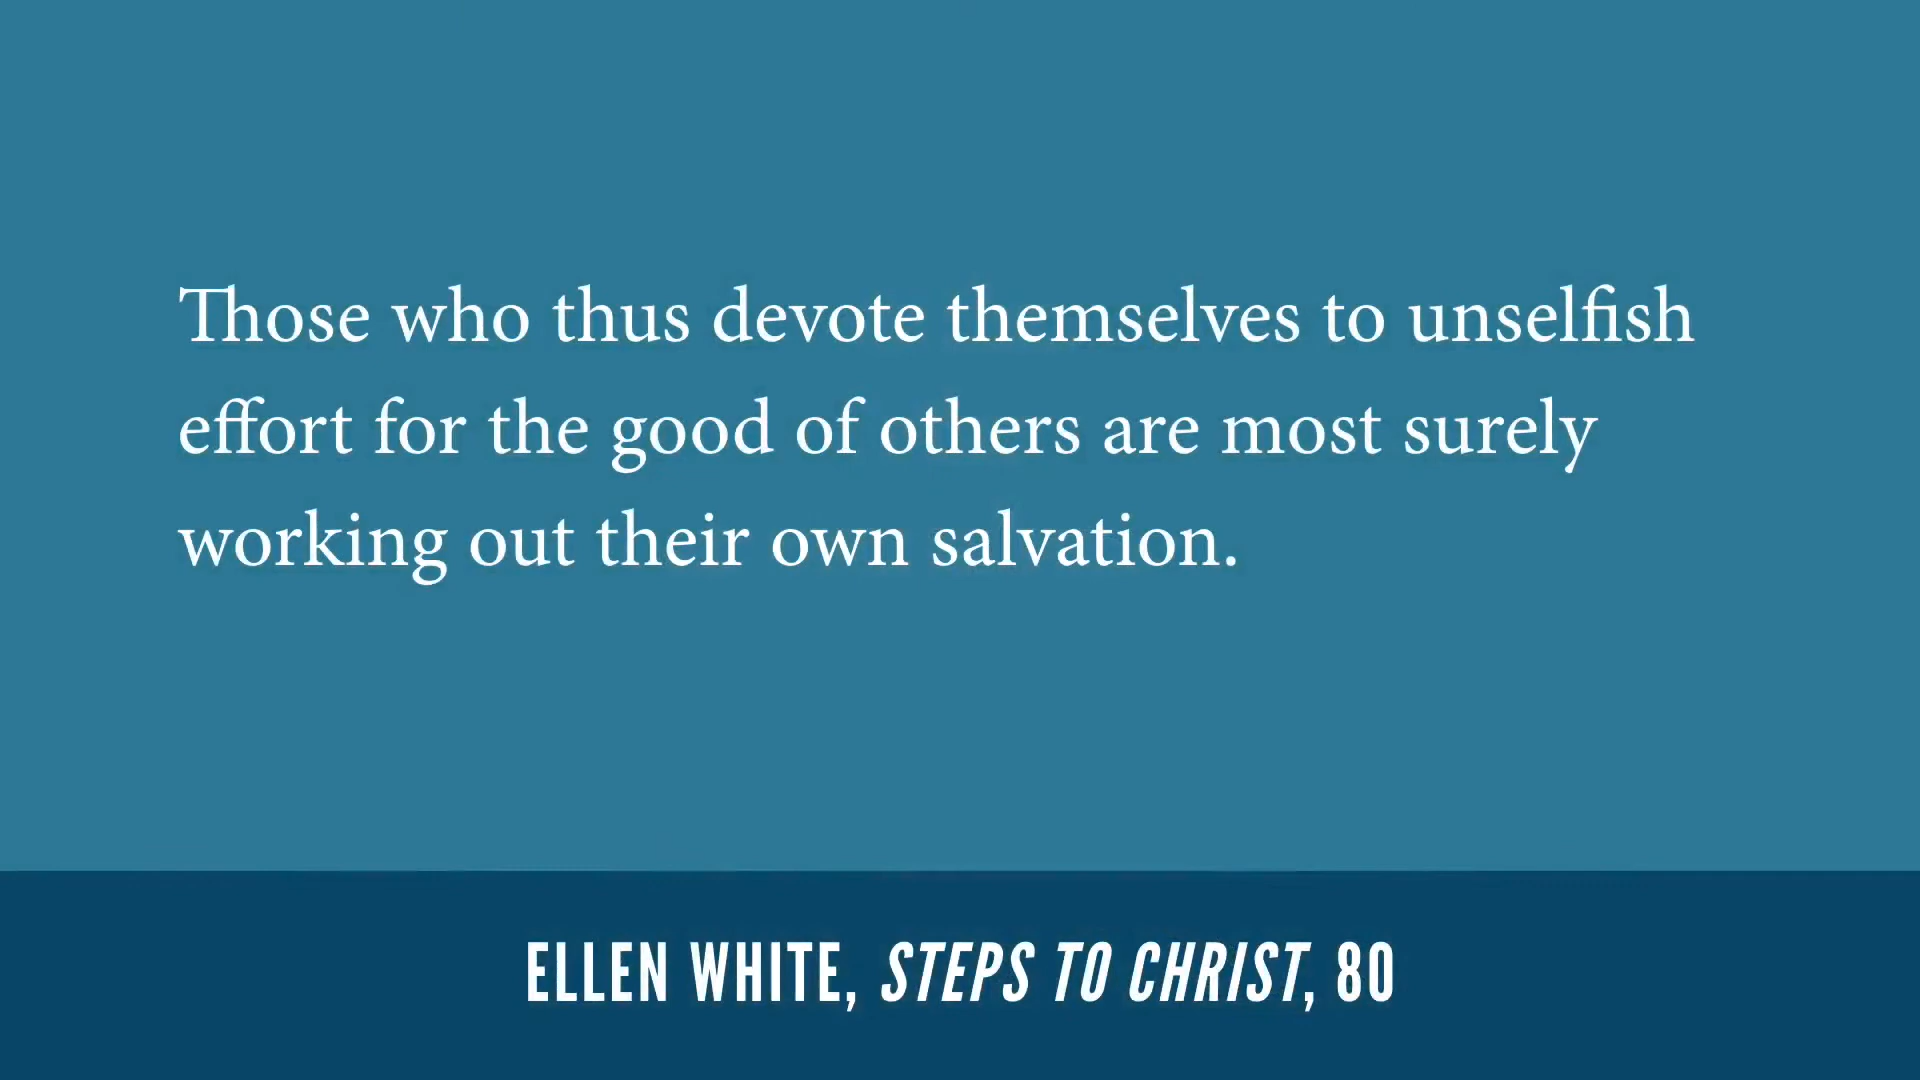 Those who thus devote themselves to unselfish
effort for the good of others are most surely
working out their own salvation.
ELLEN WHITE, STEPS TO CHRIST, 80